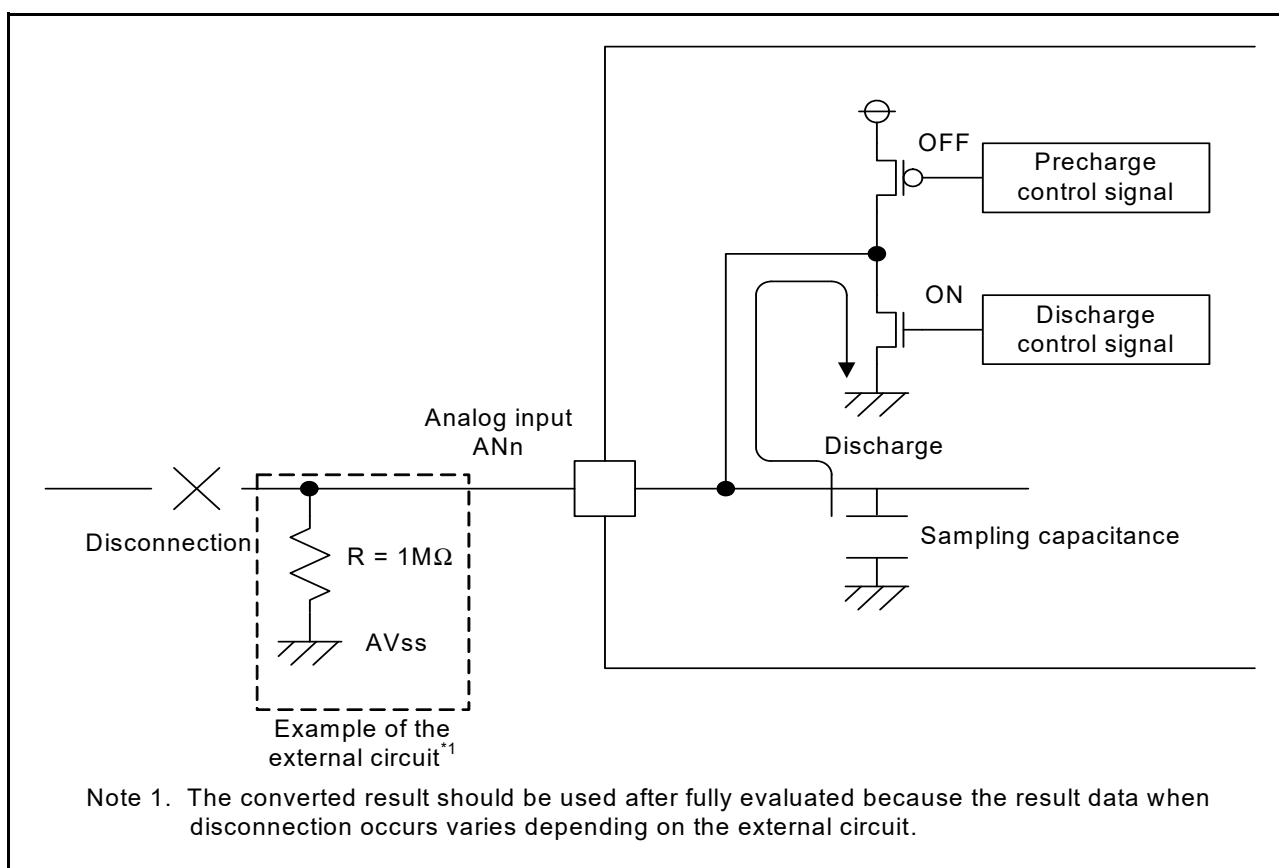 OFF
Precharge
control signal
ON
Discharge
control signal
Analog input
ANn
Discharge
Disconnection
R = 1MΩ
Sampling capacitance
AVss
Example of the
external circuit*1
Note 1. The converted result should be used after fully evaluated because the result data when
disconnection occurs varies depending on the external circuit.